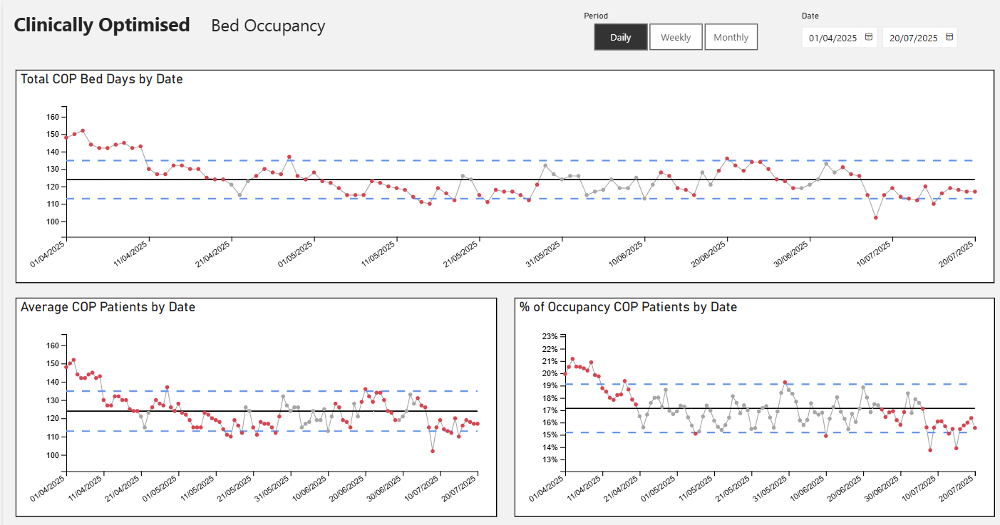 Clinically Optimised Bed Occupancy
Period
Daily Weekly Monthly
Date
01/04/2025 20/07/2025
Total COP Bed Days by Date
160
150
140
130
120
110
100
01/04/2025 11/04/2025 21/04/2025 01/05/2025 11/05/2025 21/05/2025 31/05/2025 10/06/2025 20/06/2025 30/06/2025 10/07/2025 20/07/2025
Average COP Patients by Date
160
150
140
130
120
110
100
01/04/2025 11/04/2025 21/04/2025 01/05/2025 11/05/2025 21/05/2025 31/05/2025 10/06/2025 20/06/2025 30/06/2025 10/07/2025 20/07/2025
% of Occupancy COP Patients by Date
23%
22%
21%
20%
19%
18%
17%
16%
15%
14%
13%
01/04/2025 11/04/2025 21/04/2025 01/05/2025 11/05/2025 21/05/2025 31/05/2025 10/06/2025 20/06/2025 30/06/2025 10/07/2025 20/07/2025